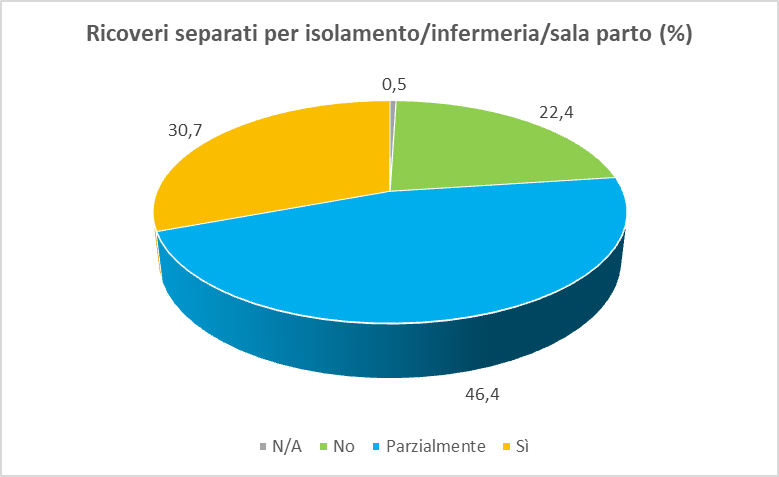 Ricoveri separati per isolamento/infermeria/sala parto (%)
0,5
22,4
30,7
46,4
N/A No Parzialmente Sì